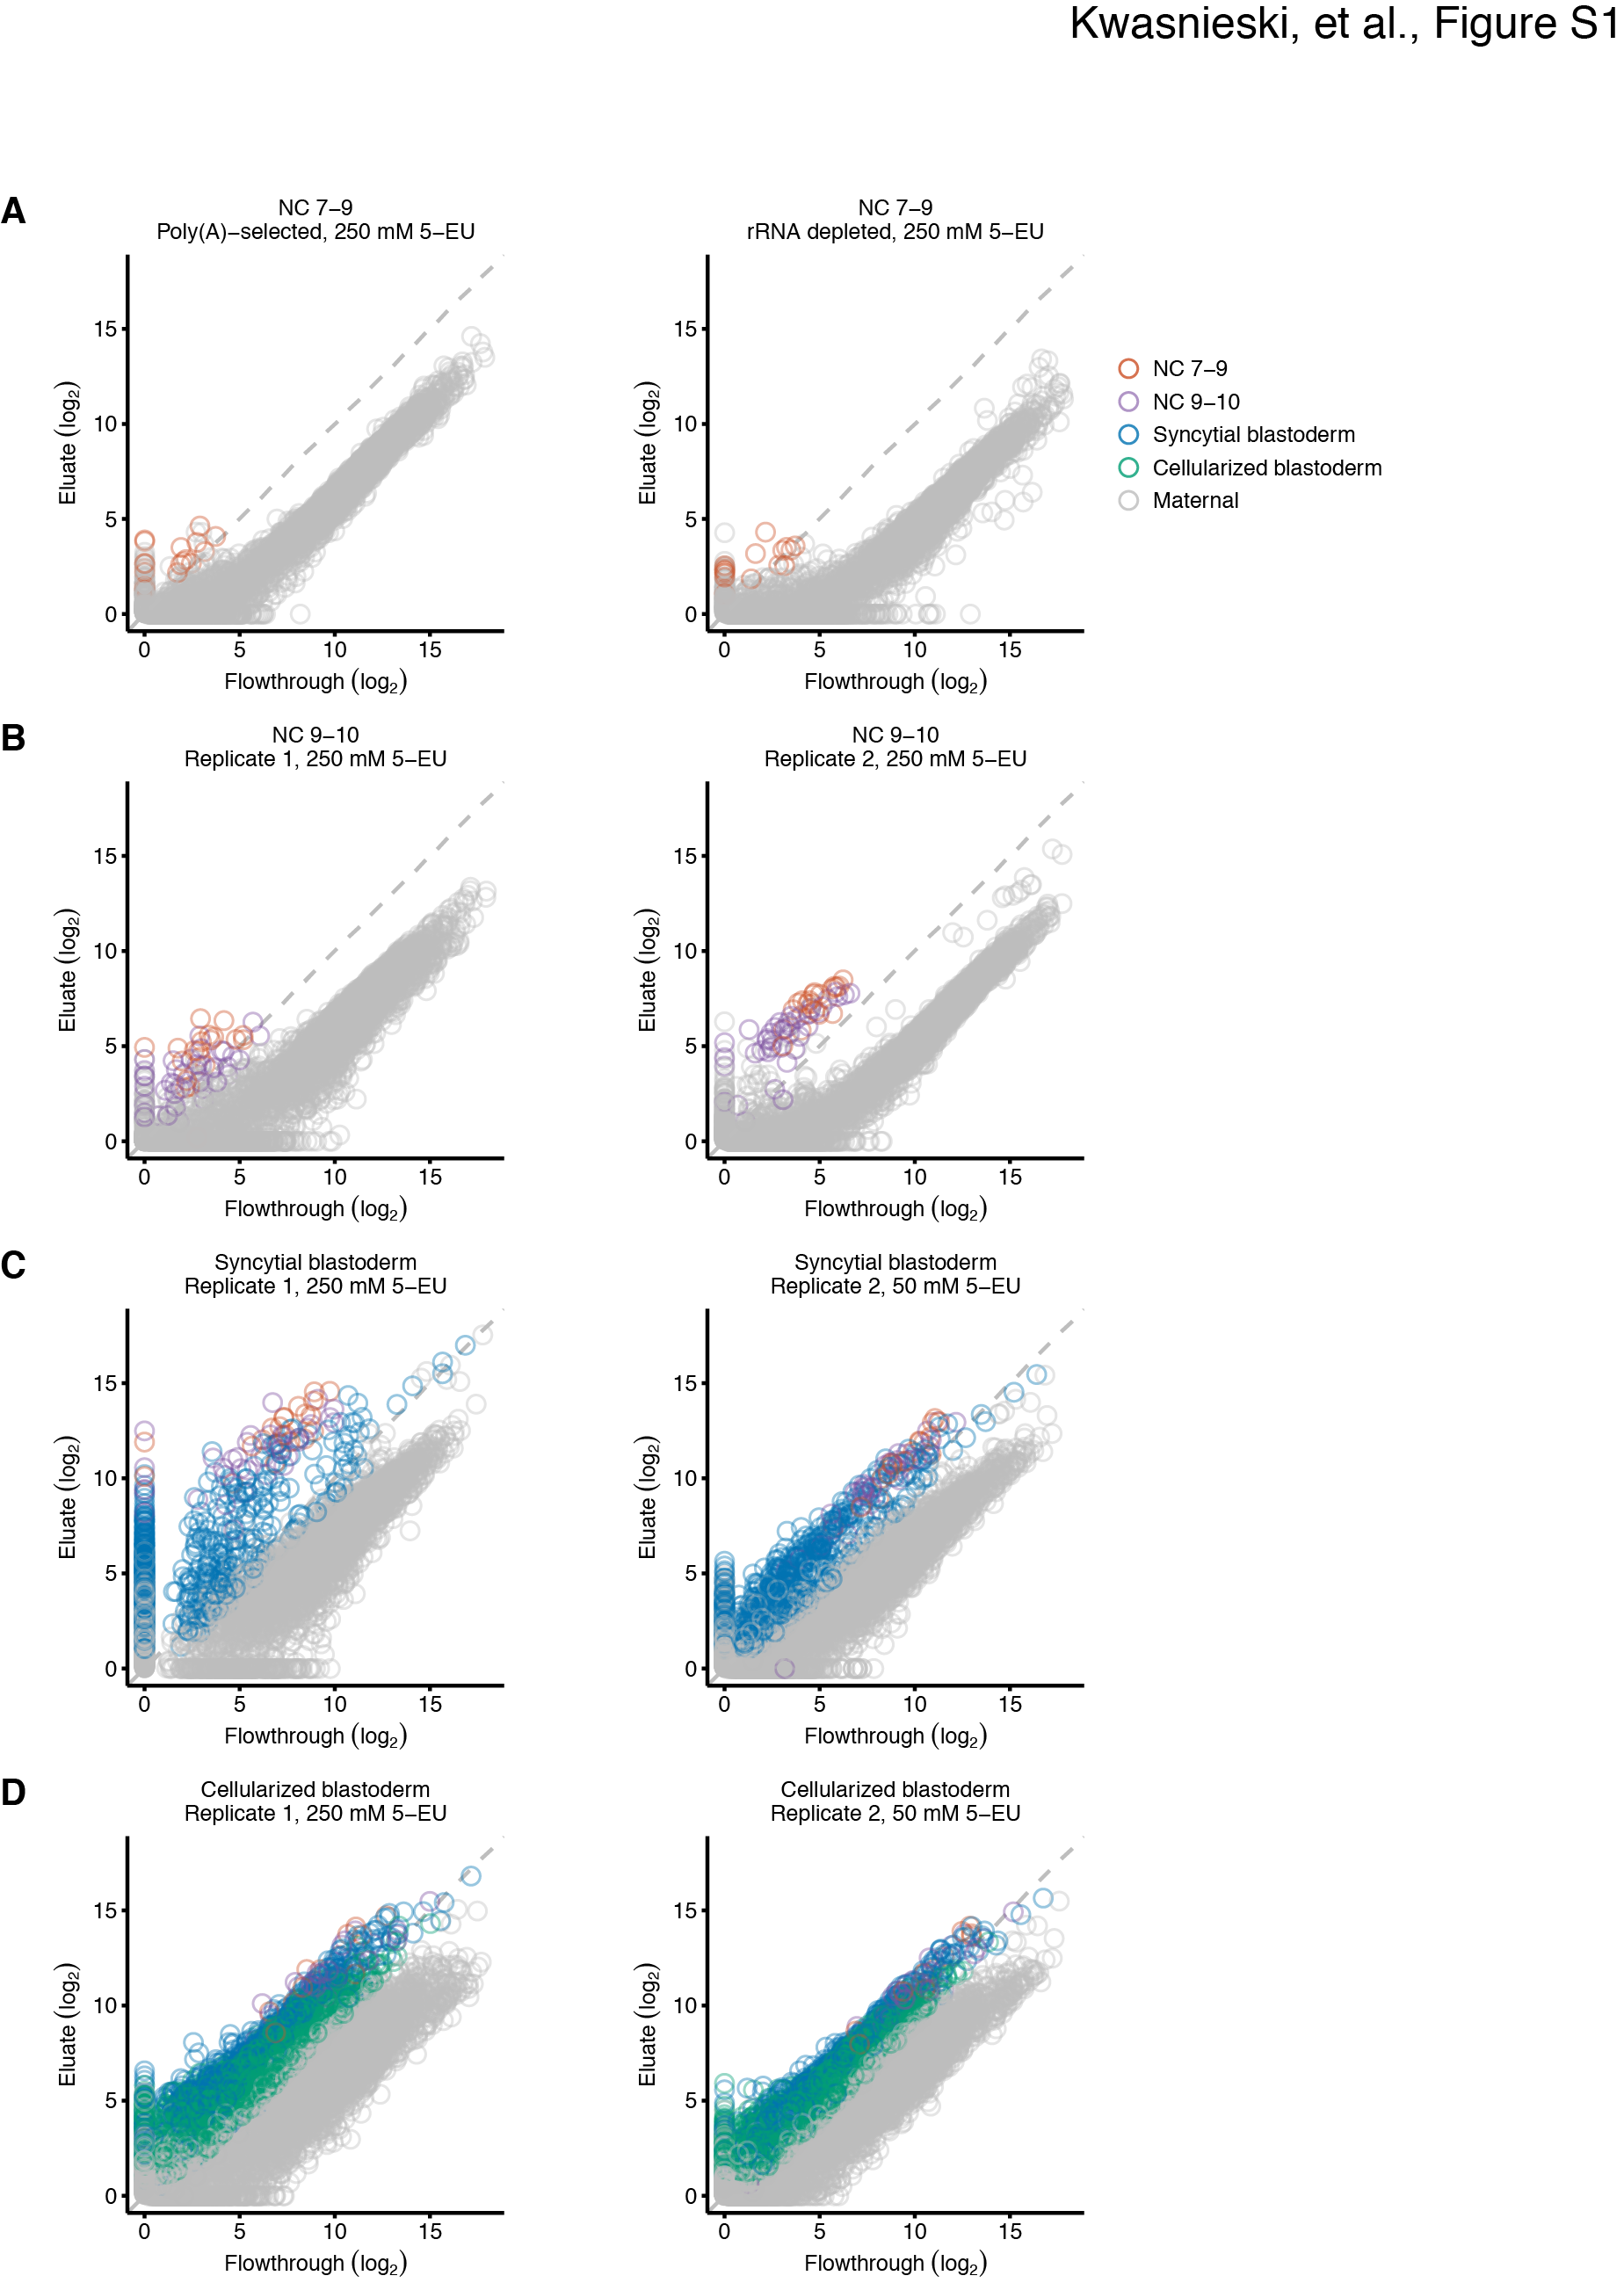 Kwasnieski, et al., Figure S1
A
NC 7–9
Poly(A)–selected, 250 mM 5–EU
15
10
5
0
Eluate (log2)
0 5 10 15
Flowthrough (log2)
NC 7–9
rRNA depleted, 250 mM 5–EU
15
10
5
0
Eluate (log2)
0 5 10 15
Flowthrough (log2)
NC 7–9
NC 9–10
Syncytial blastoderm
Cellularized blastoderm
Maternal
B
NC 9–10
Replicate 1, 250 mM 5–EU
15
10
5
0
Eluate (log2)
0 5 10 15
Flowthrough (log2)
NC 9–10
Replicate 2, 250 mM 5–EU
15
10
5
0
Eluate (log2)
0 5 10 15
Flowthrough (log2)
C
Syncytial blastoderm
Replicate 1, 250 mM 5–EU
15
10
5
0
Eluate (log2)
0 5 10 15
Flowthrough (log2)
Syncytial blastoderm
Replicate 2, 50 mM 5–EU
15
10
5
0
Eluate (log2)
0 5 10 15
Flowthrough (log2)
D
Cellularized blastoderm
Replicate 1, 250 mM 5–EU
15
10
5
0
Eluate (log2)
0 5 10 15
Flowthrough (log2)
Cellularized blastoderm
Replicate 2, 50 mM 5–EU
15
10
5
0
Eluate (log2)
0 5 10 15
Flowthrough (log2)